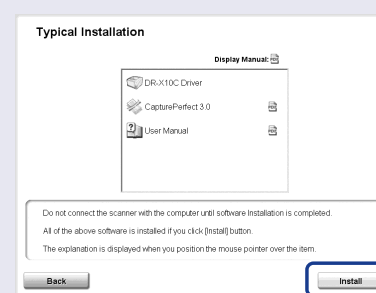 Typical Installation
Display Manual:
DR-X10C Driver
CapturePerfect 3.0
User Manual
Do not connect the scanner with the computer until software Installation is completed.
All of the above software is installed if you click [Install] button.
The explanation is displayed when you position the mouse pointer over the item.
Back
Install